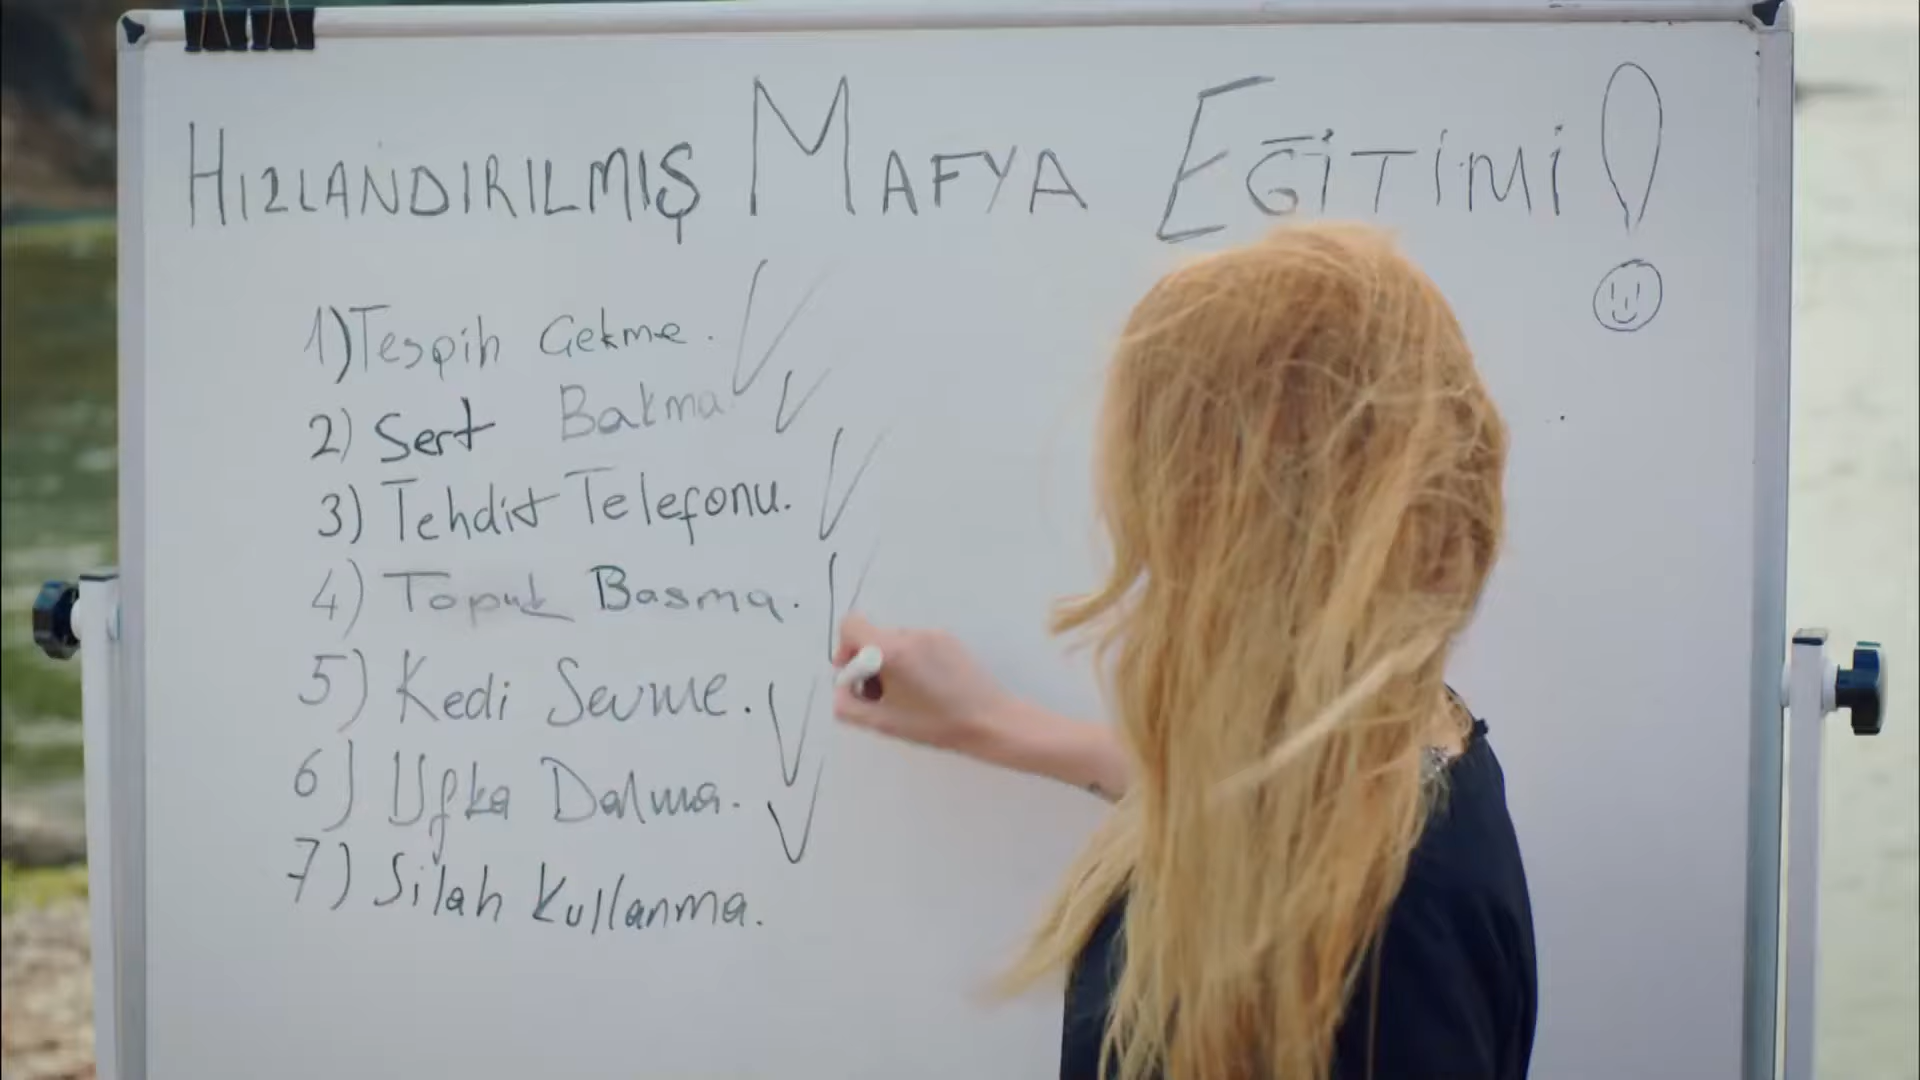 HIZLANDIRILMIŞ MAFYA EĞİTİMİ!
1) Tespih Çekme.
2) Sert Bakma
3) Tehdit Telefonu.
4) Topuk Basma.
5) Kedi Sevme.
6) Ufka Dalma.
7) Silah Kullanma.